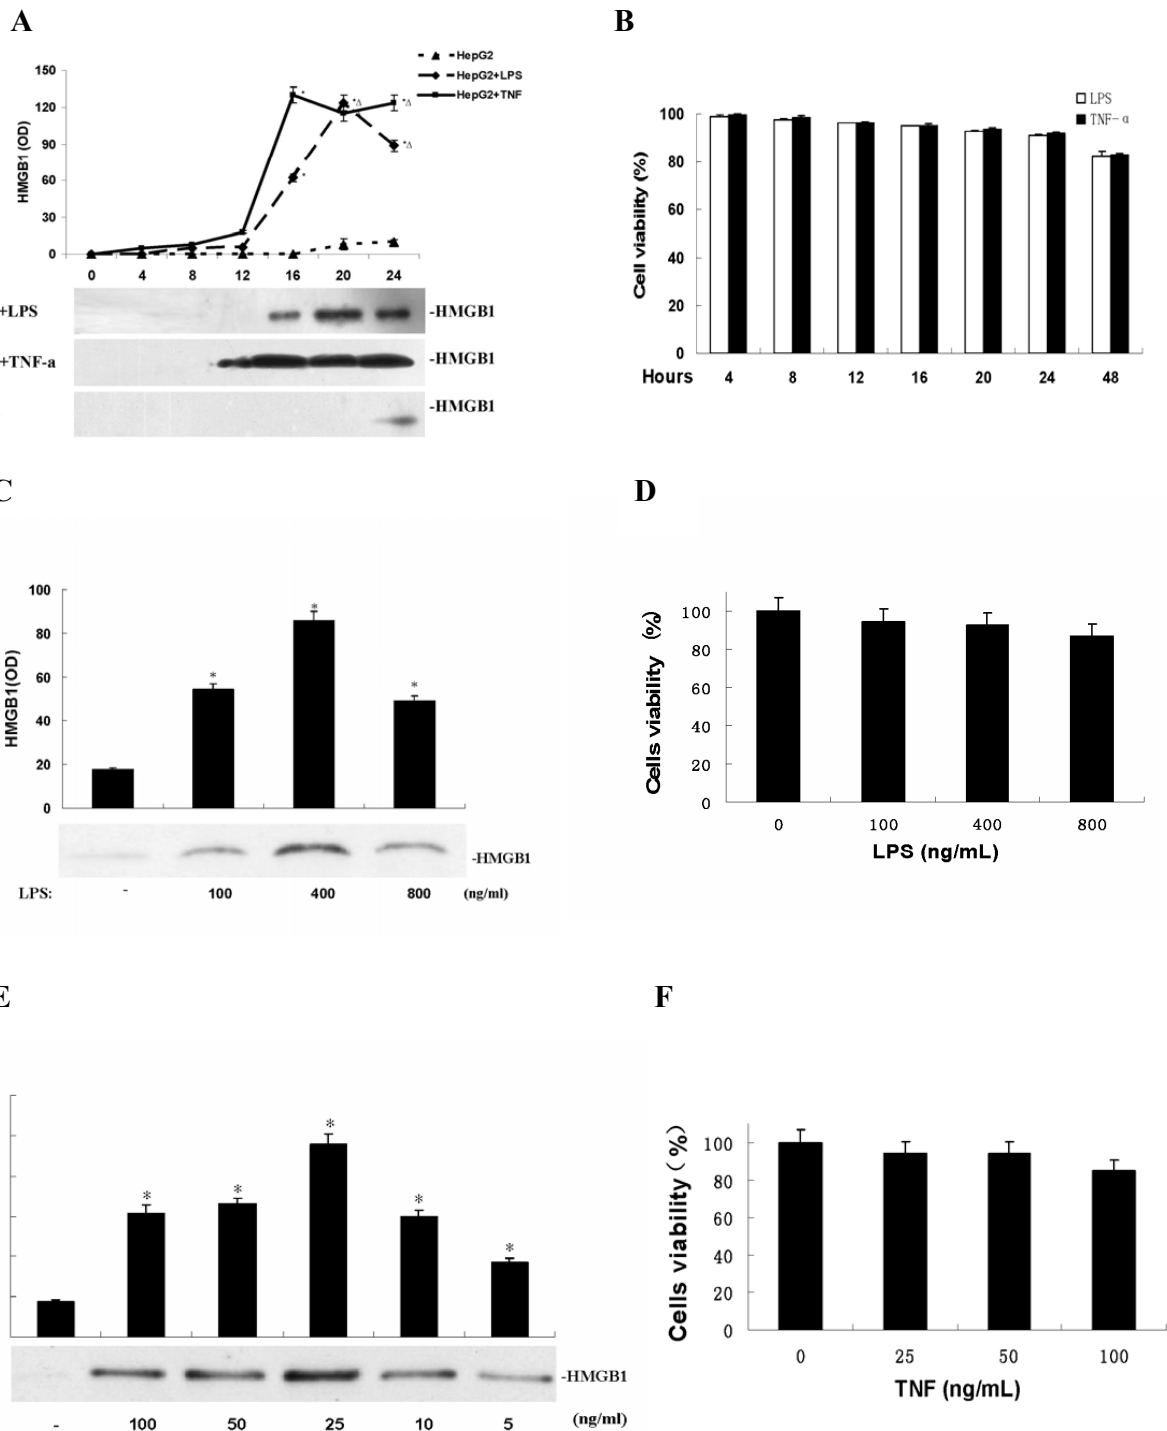 A
HepG2
HepG2+LPS
HepG2+TNF
HMGB1 (OD)
150
120
90
60
30
0
* *Δ *Δ
* *Δ
0 4 8 12 16 20 24
+LPS -HMGB1
+TNF-a -HMGB1
-HMGB1
B
LPS
TNF-α
Cell viability (%)
100
80
60
40
20
0
Hours 4 8 12 16 20 24 48
C
HMGB1(OD)
100
80
60
40
20
0
* * *
-HMGB1
LPS: - 100 400 800 (ng/ml)
D
Cells viability (%)
100
80
60
40
20
0
0 100 400 800
LPS (ng/mL)
E
* * * * *
-HMGB1
- 100 50 25 10 5 (ng/ml)
F
Cells viability (%)
100
80
60
40
20
0
0 25 50 100
TNF (ng/mL)